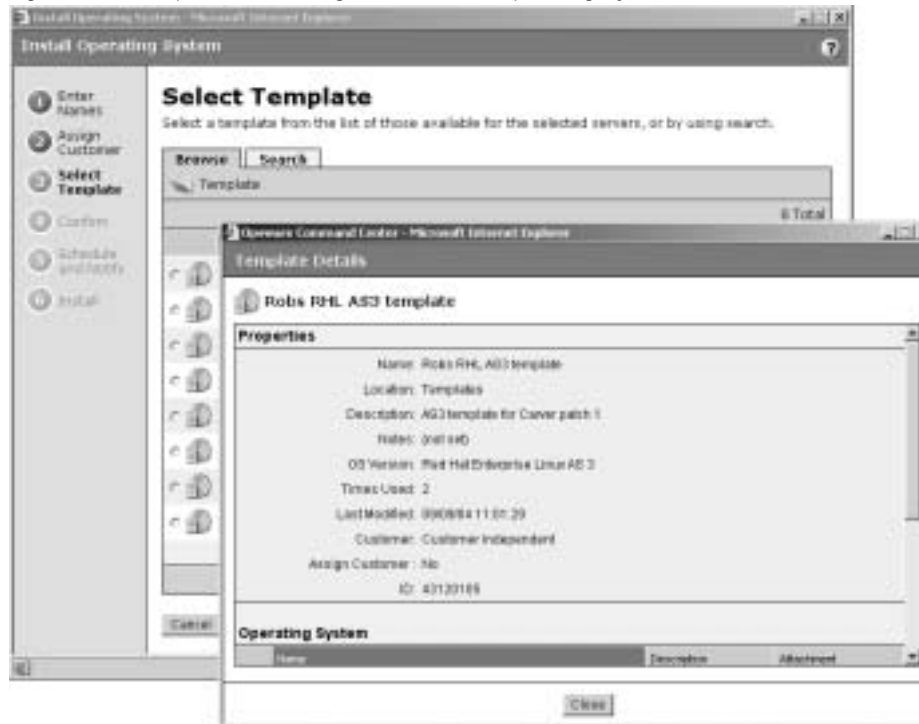 Install Operating System - Microsoft Internet Explorer
Install Operating System
?
Enter Names
Assign Customer
Select Template
Confirm
Schedule and Notify
Install
Select Template
Select a template from the list of those available for the selected servers, or by using search.
Browse
Search
Template
8 Total
Cancel
Opsware Command Center - Microsoft Internet Explorer
Template Details
Robs RHL AS3 template
Properties
Name: Robs RHL AS3 template
Location: Templates
Description: AS3 template for Carver patch 1
Notes: (not set)
OS Version: Red Hat Enterprise Linux AS 3
Times Used: 2
Last Modified: 11:01:29
Customer: Customer Independent
Assign Customer: No
ID:
Operating System
Name
Description
Attachment
Close